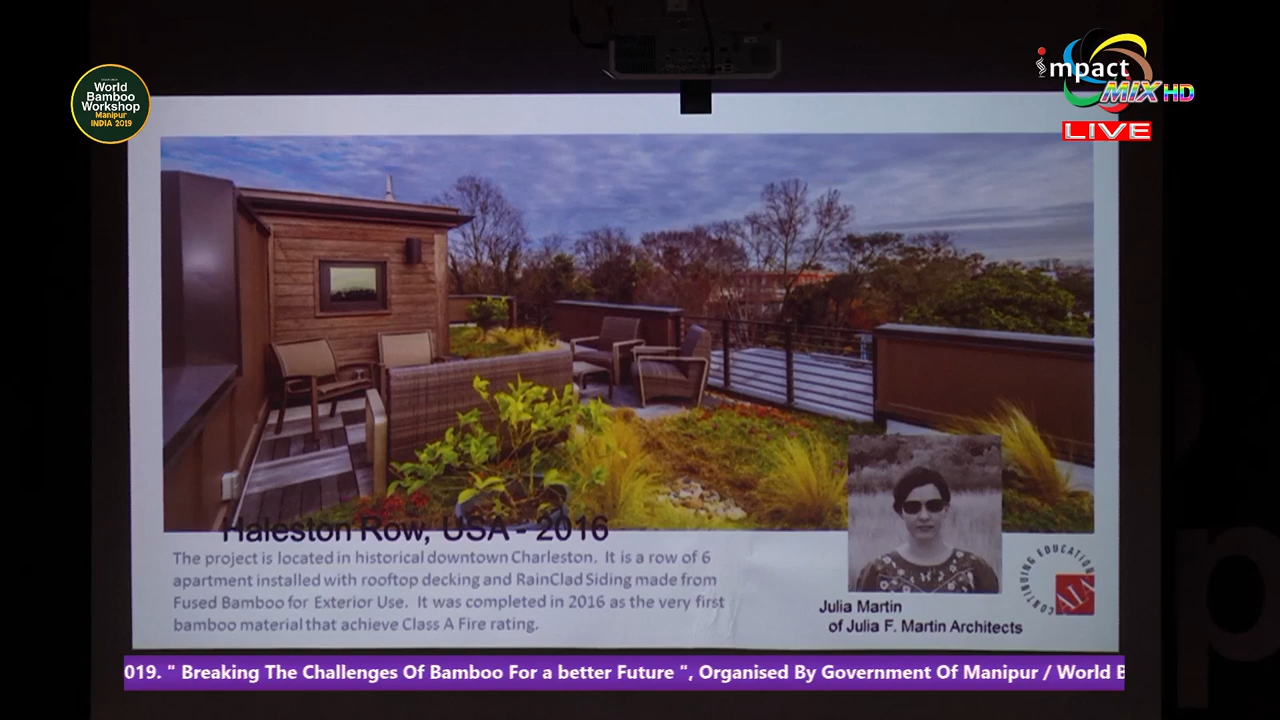 World
Bamboo
Workshop
Manipur
INDIA 2019
impact
MIX HD
LIVE
Haleston Row, USA - 2016
The project is located in historical downtown Charleston. It is a row of 6
apartment installed with rooftop decking and RainClad Siding made from
Fused Bamboo for Exterior Use. It was completed in 2016 as the very first
bamboo material that achieve Class A Fire rating.
CONTINUING EDUCATION
AIA
Julia Martin
of Julia F. Martin Architects
019. " Breaking The Challenges Of Bamboo For a better Future ", Organised By Government Of Manipur / World B